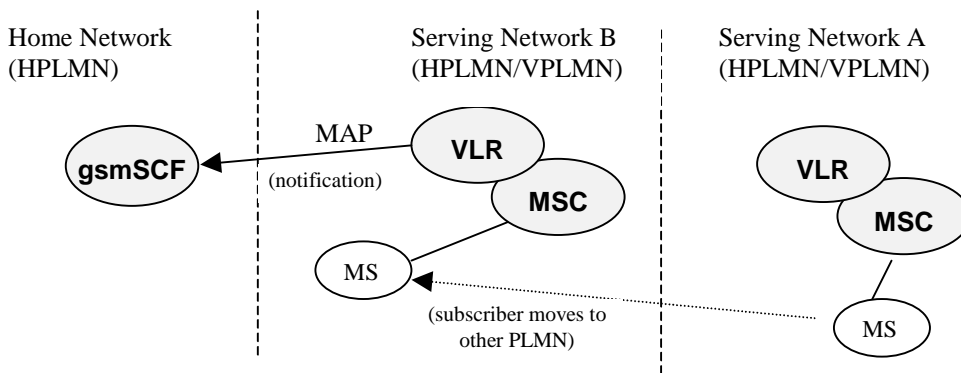 Home Network
(HPLMN)
Serving Network B
(HPLMN/VPLMN)
Serving Network A
(HPLMN/VPLMN)
gsmSCF
MAP
(notification)
VLR
MSC
MS
VLR
MSC
MS
(subscriber moves to
other PLMN)